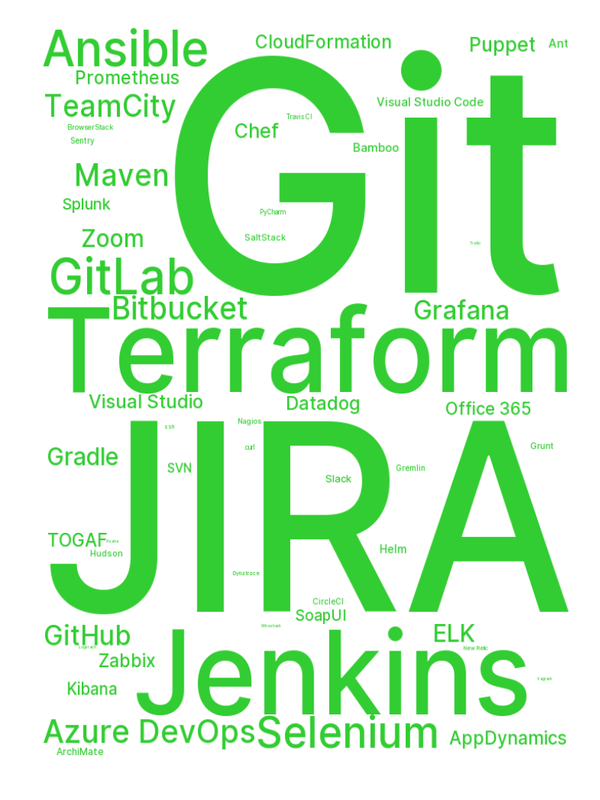 Ansible
CloudFormation
Puppet
Ant
Prometheus
Git
TeamCity
Visual Studio Code
Travis CI
BrowserStack
Chef
Sentry
Bamboo
Maven
Splunk
PyCharm
Zoom
SaltStack
GitLab
Bitbucket
Grafana
Terraform
Visual Studio
Datadog
Office 365
JIRA
Nagios
Grunt
curl
Gradle
SVN
Gremlin
Slack
TOGAF
Hudson
Helm
Dynatrace
CircleCI
SoapUI
GitHub
ELK
Jenkins
New Relic
Zabbix
Kibana
Azure DevOps
Selenium
AppDynamics
ArchiMate